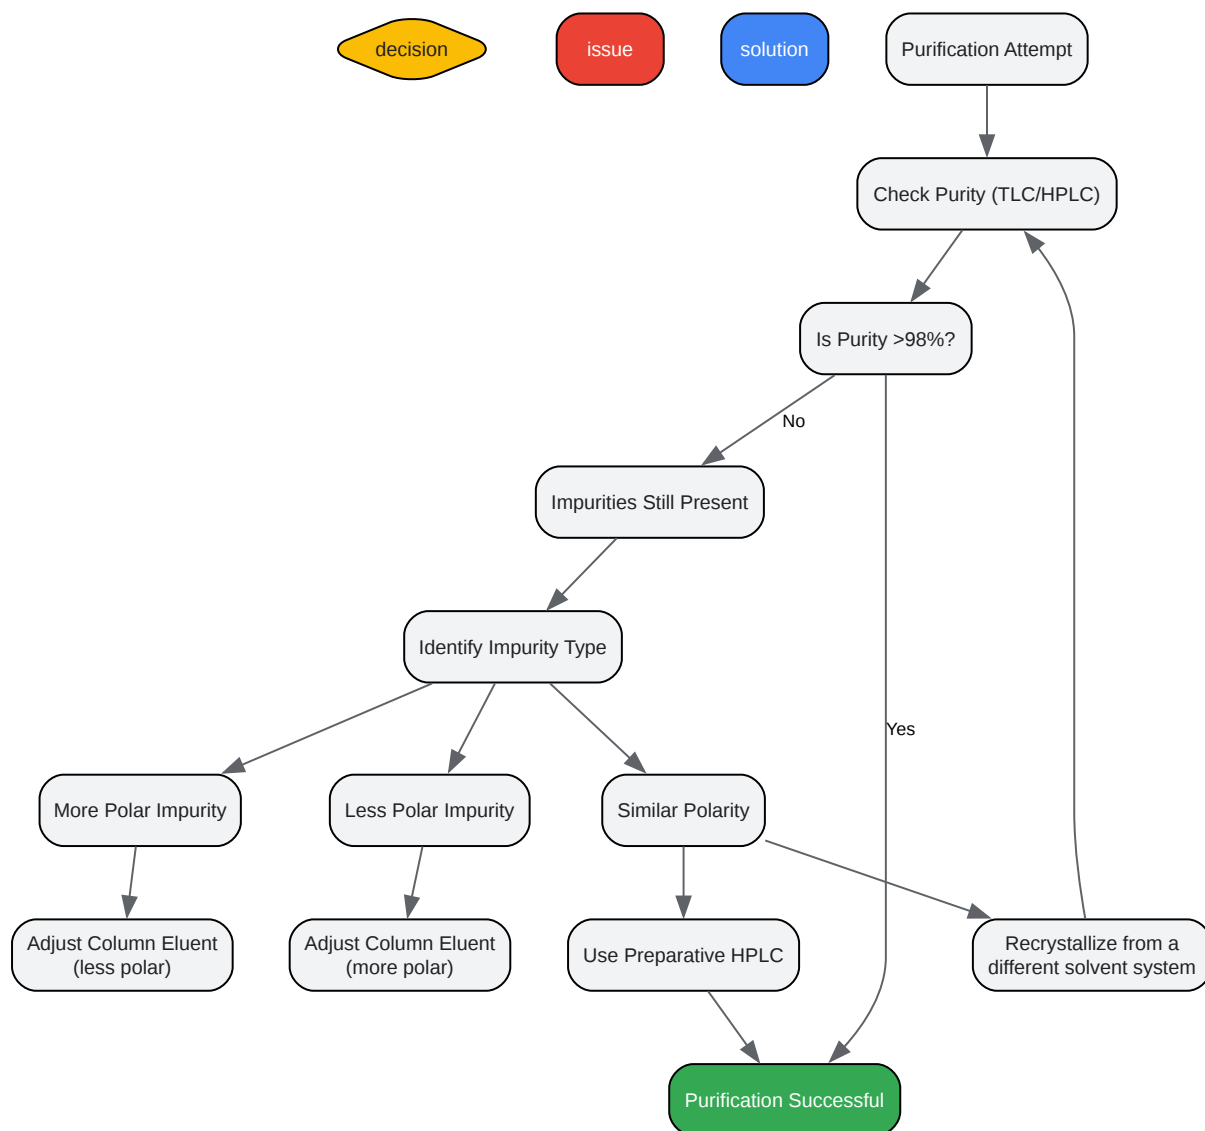 decision
issue
solution
Purification Attempt
Check Purity (TLC/HPLC)
Is Purity >98%?
No
Impurities Still Present
Identify Impurity Type
Yes
More Polar Impurity
Less Polar Impurity
Similar Polarity
Adjust Column Eluent
(less polar)
Adjust Column Eluent
(more polar)
Use Preparative HPLC
Recrystallize from a
different solvent system
Purification Successful